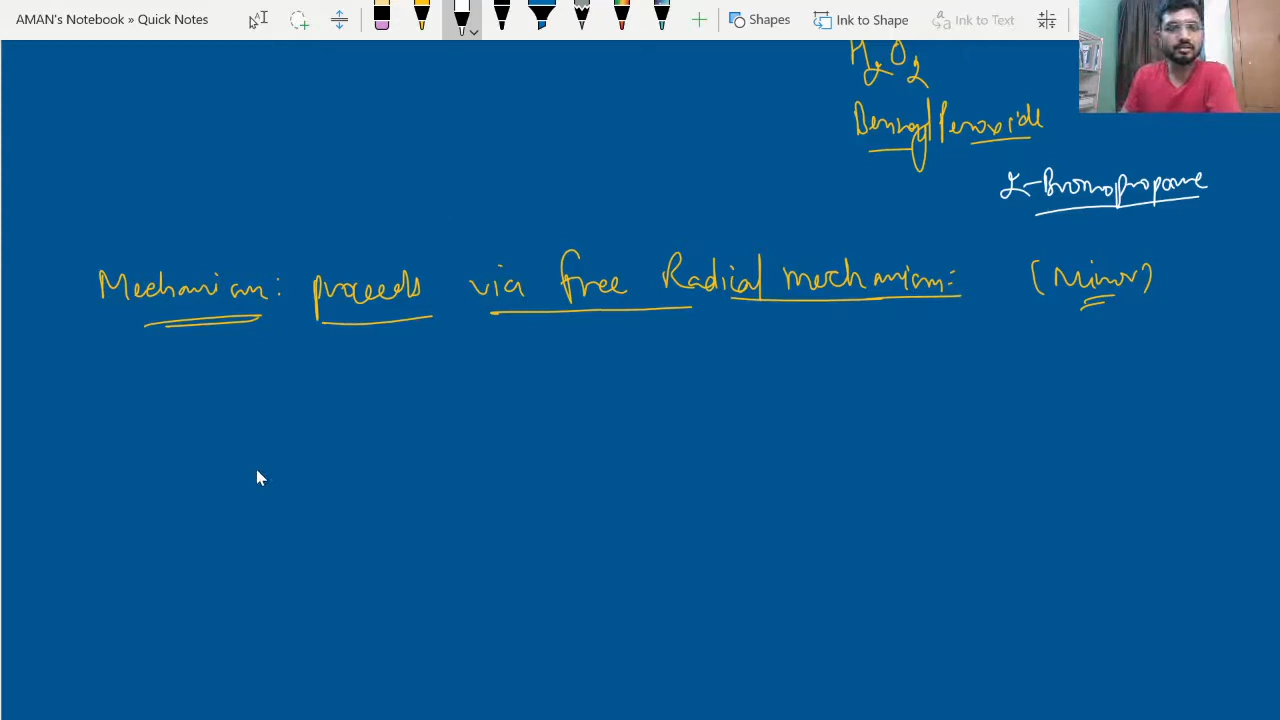 AMAN's Notebook » Quick Notes
Shapes
Ink to Shape
Ink to Text
H2O2
Benzoyl Peroxide
2-Bromopropane
Mechanism: proceeds via free Radical mechanism: (Minor)